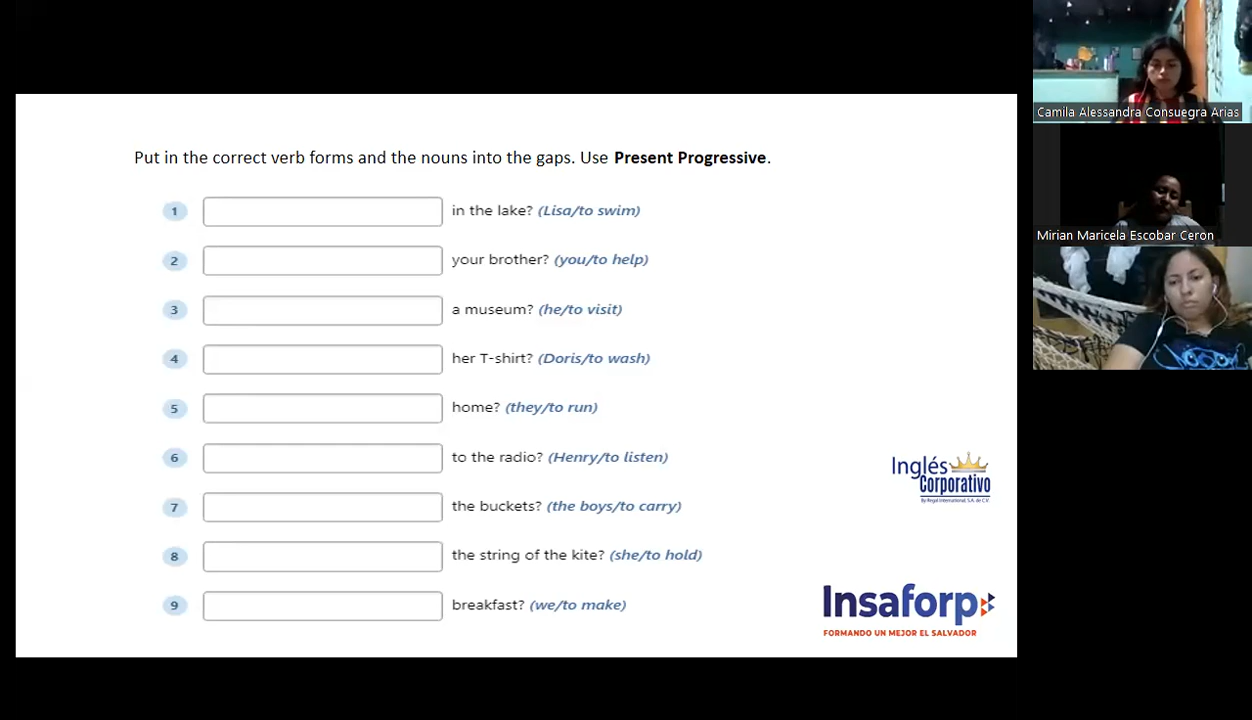 Put in the correct verb forms and the nouns into the gaps. Use Present Progressive.
1 in the lake? (Lisa/to swim)
2 your brother? (you/to help)
3 a museum? (he/to visit)
4 her T-shirt? (Doris/to wash)
5 home? (they/to run)
6 to the radio? (Henry/to listen)
7 the buckets? (the boys/to carry)
8 the string of the kite? (she/to hold)
9 breakfast? (we/to make)
Inglés
Corporativo
By Regal International, S.A. de C.V.
Insaforp
FORMANDO UN MEJOR EL SALVADOR
Camila Alessandra Consuegra Arias
Mirian Maricela Escobar Ceron